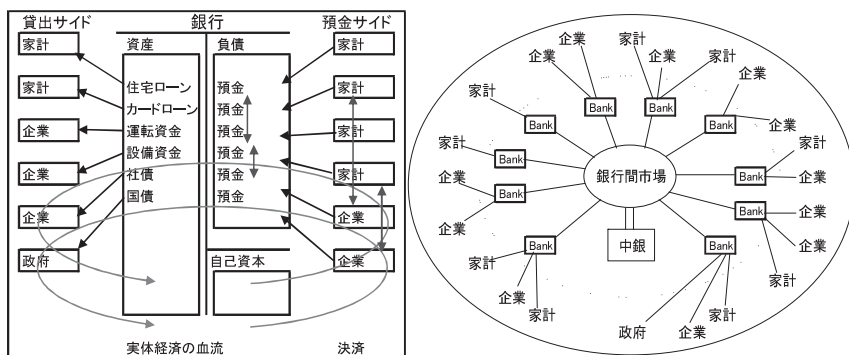 貸出サイド
銀行
預金サイド
家計
資産
負債
家計
家計
住宅ローン
預金
家計
カードローン
預金
企業
運転資金
預金
家計
企業
設備資金
預金
家計
社債
預金
企業
国債
預金
企業
政府
自己資本
企業
実体経済の血流
決済
企業
家計
企業
企業
家計
企業
家計
Bank
Bank
Bank
Bank
企業
家計
Bank
家計
銀行間市場
Bank
企業
企業
Bank
Bank
企業
企業
中銀
Bank
Bank
企業
家計
家計
企業
家計
政府
企業
家計